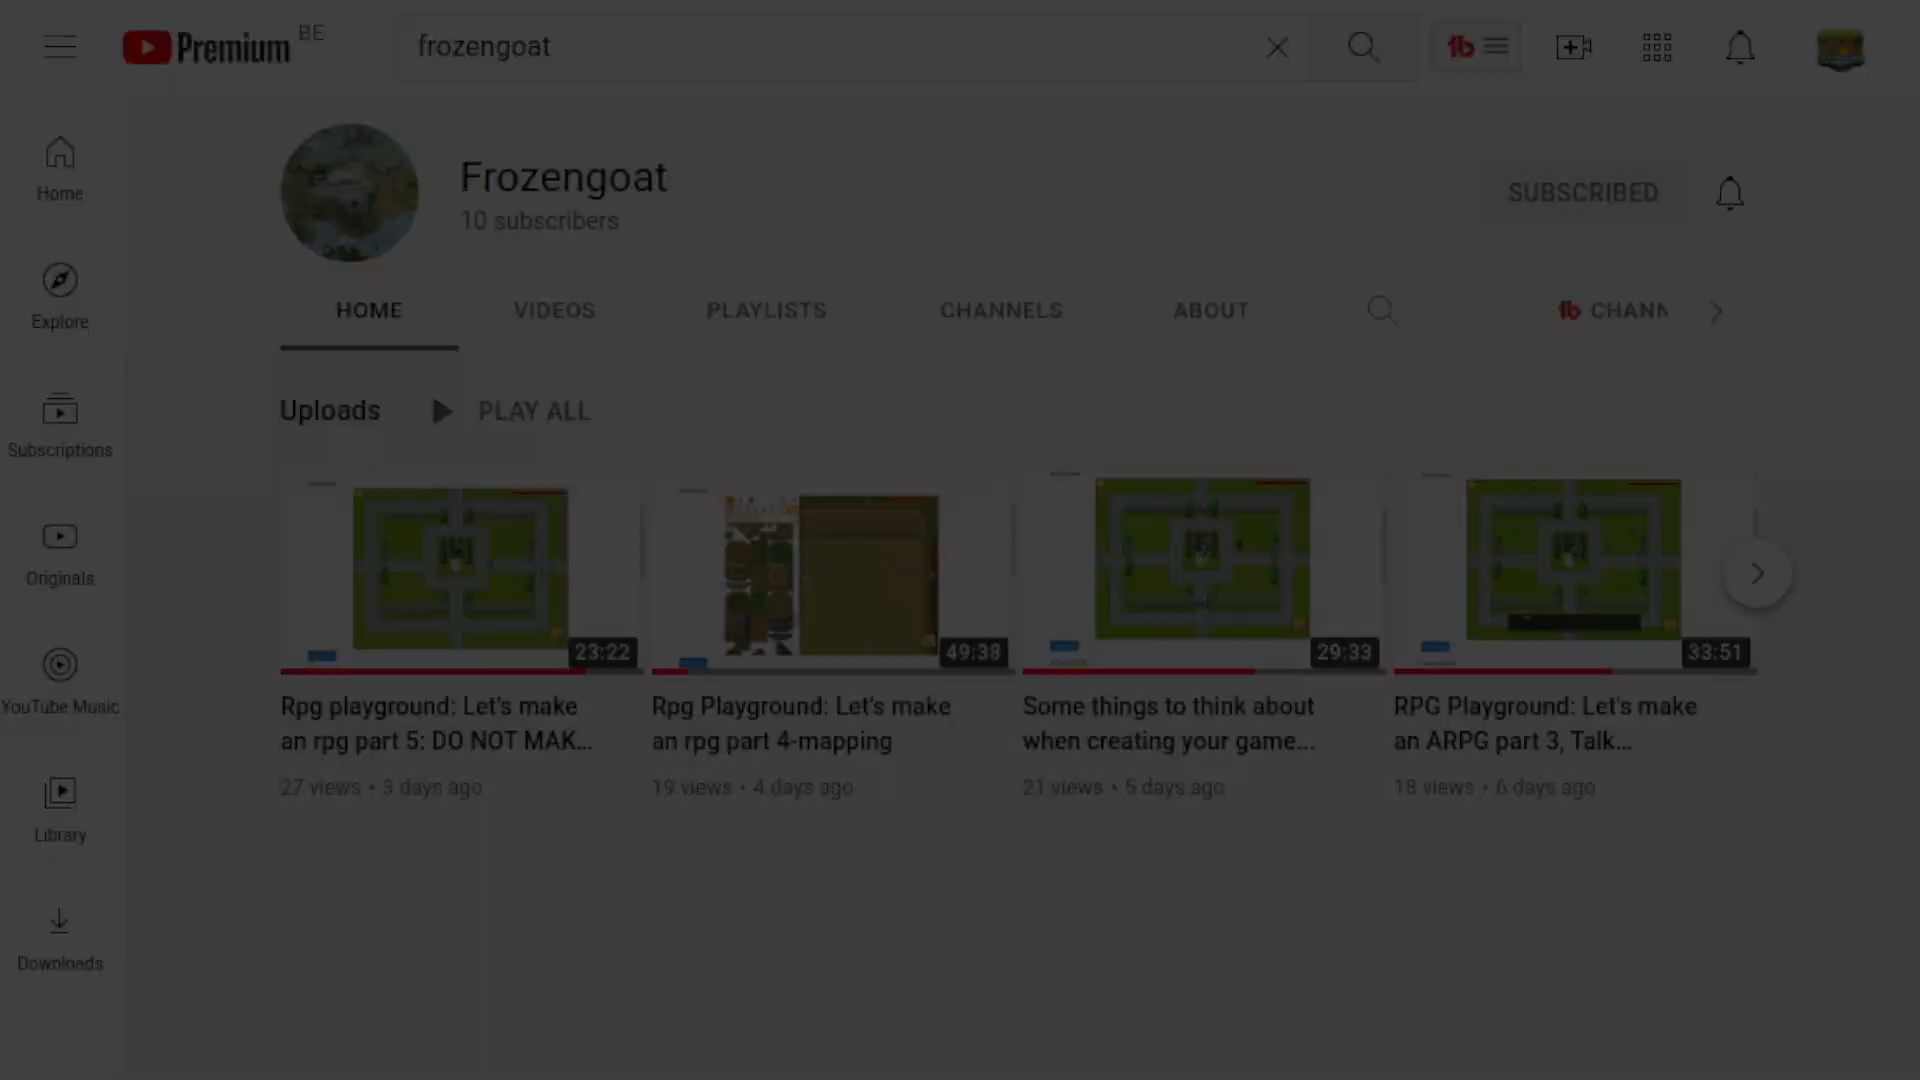 Premium BE
frozengoat
Home
Explore
Subscriptions
Originals
YouTube Music
Library
Downloads
Frozengoat
10 subscribers
SUBSCRIBED
HOME VIDEOS PLAYLISTS CHANNELS ABOUT CHANN
Uploads PLAY ALL
23:22
49:38
29:33
33:51
Rpg playground: Let's make
an rpg part 5: DO NOT MAK...
27 views • 3 days ago
Rpg Playground: Let's make
an rpg part 4-mapping
19 views • 4 days ago
Some things to think about
when creating your game...
21 views • 5 days ago
RPG Playground: Let's make
an ARPG part 3, Talk...
18 views • 6 days ago